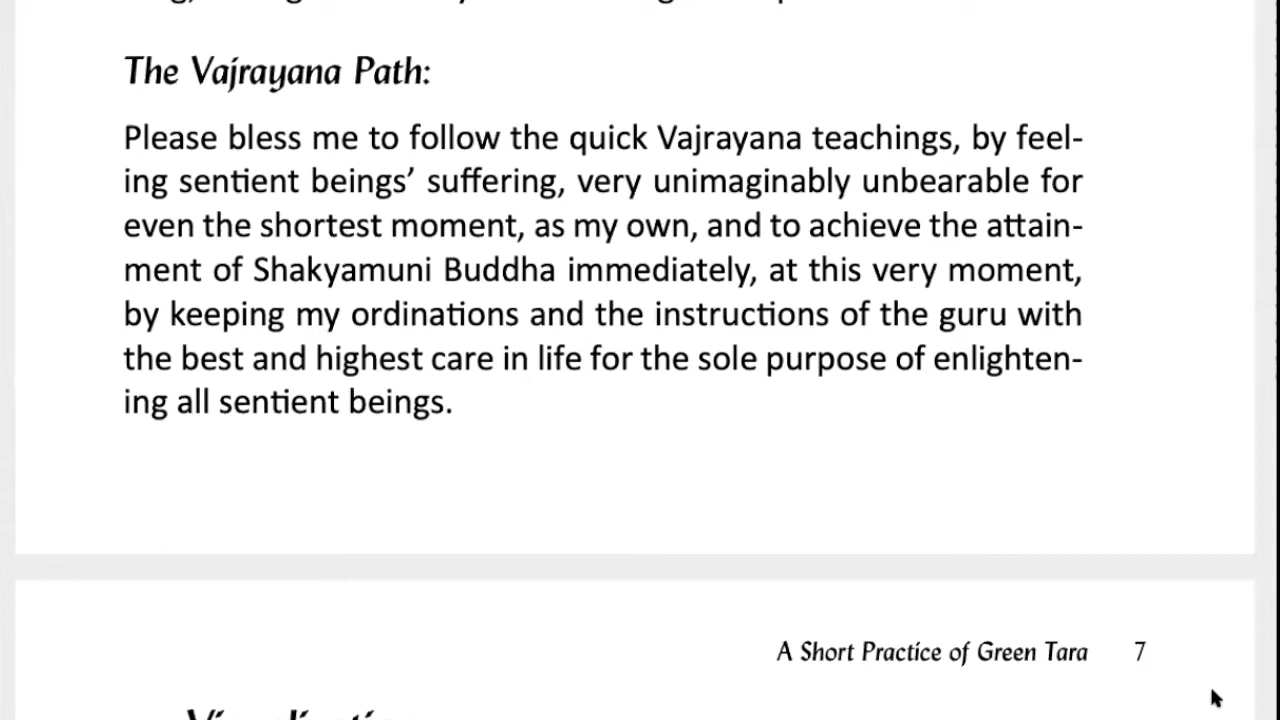 The Vajrayana Path:
Please bless me to follow the quick Vajrayana teachings, by feel-
ing sentient beings’ suffering, very unimaginably unbearable for
even the shortest moment, as my own, and to achieve the attain-
ment of Shakyamuni Buddha immediately, at this very moment,
by keeping my ordinations and the instructions of the guru with
the best and highest care in life for the sole purpose of enlighten-
ing all sentient beings.
A Short Practice of Green Tara 7